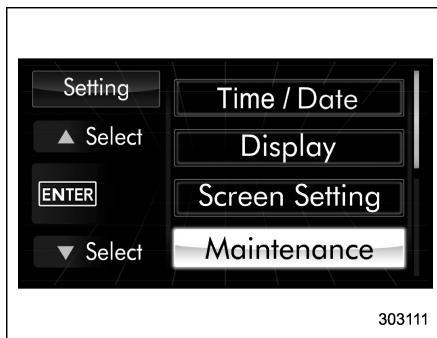 Setting
▲ Select
ENTER
▼ Select
Time / Date
Display
Screen Setting
Maintenance
303111